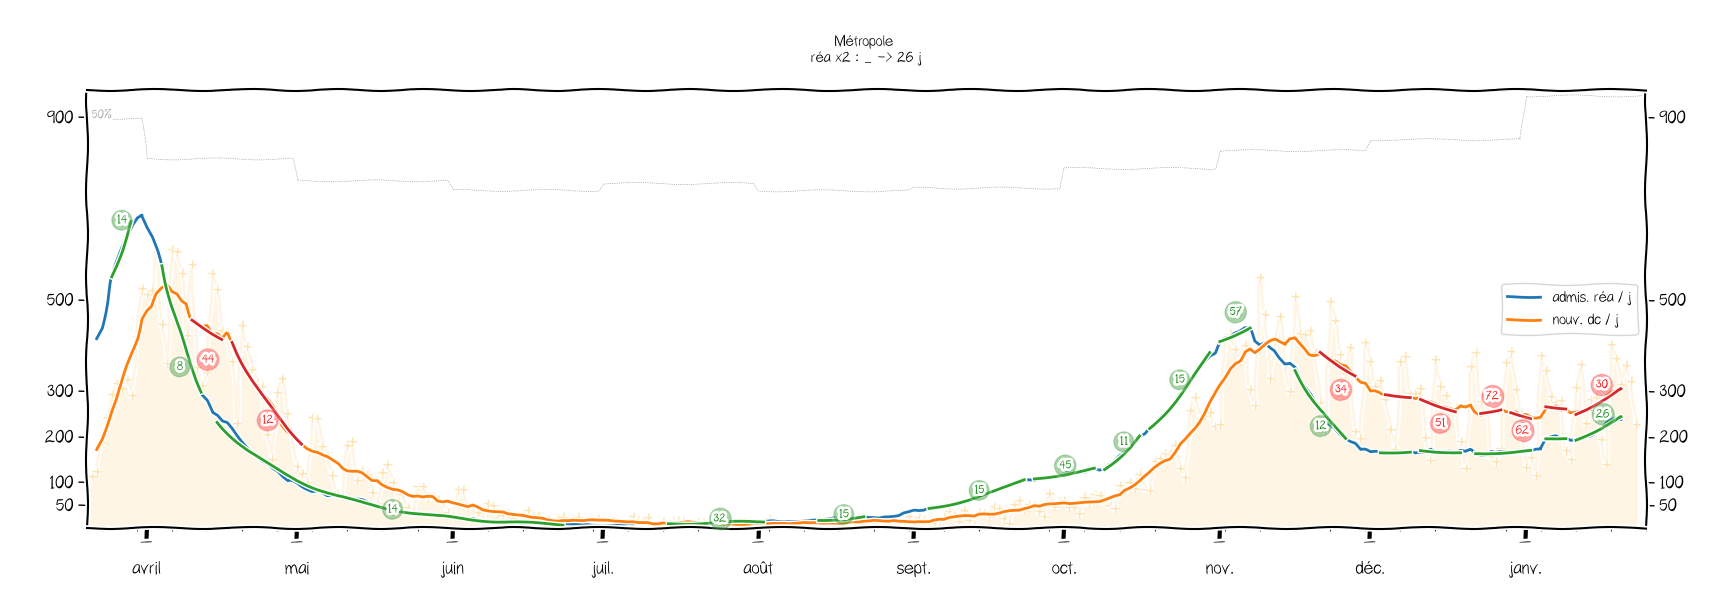 Métropole
réa x2 : _ -> 26 j
900
50%
900
14
57
500
500
admis. réa / j
nouv. dc / j
44
8
15
34
30
300
300
72
12
26
12
51
62
200
200
11
45
100
100
15
14
32
15
50
50
avril
mai
juin
juil.
août
sept.
oct.
nov.
déc.
janv.